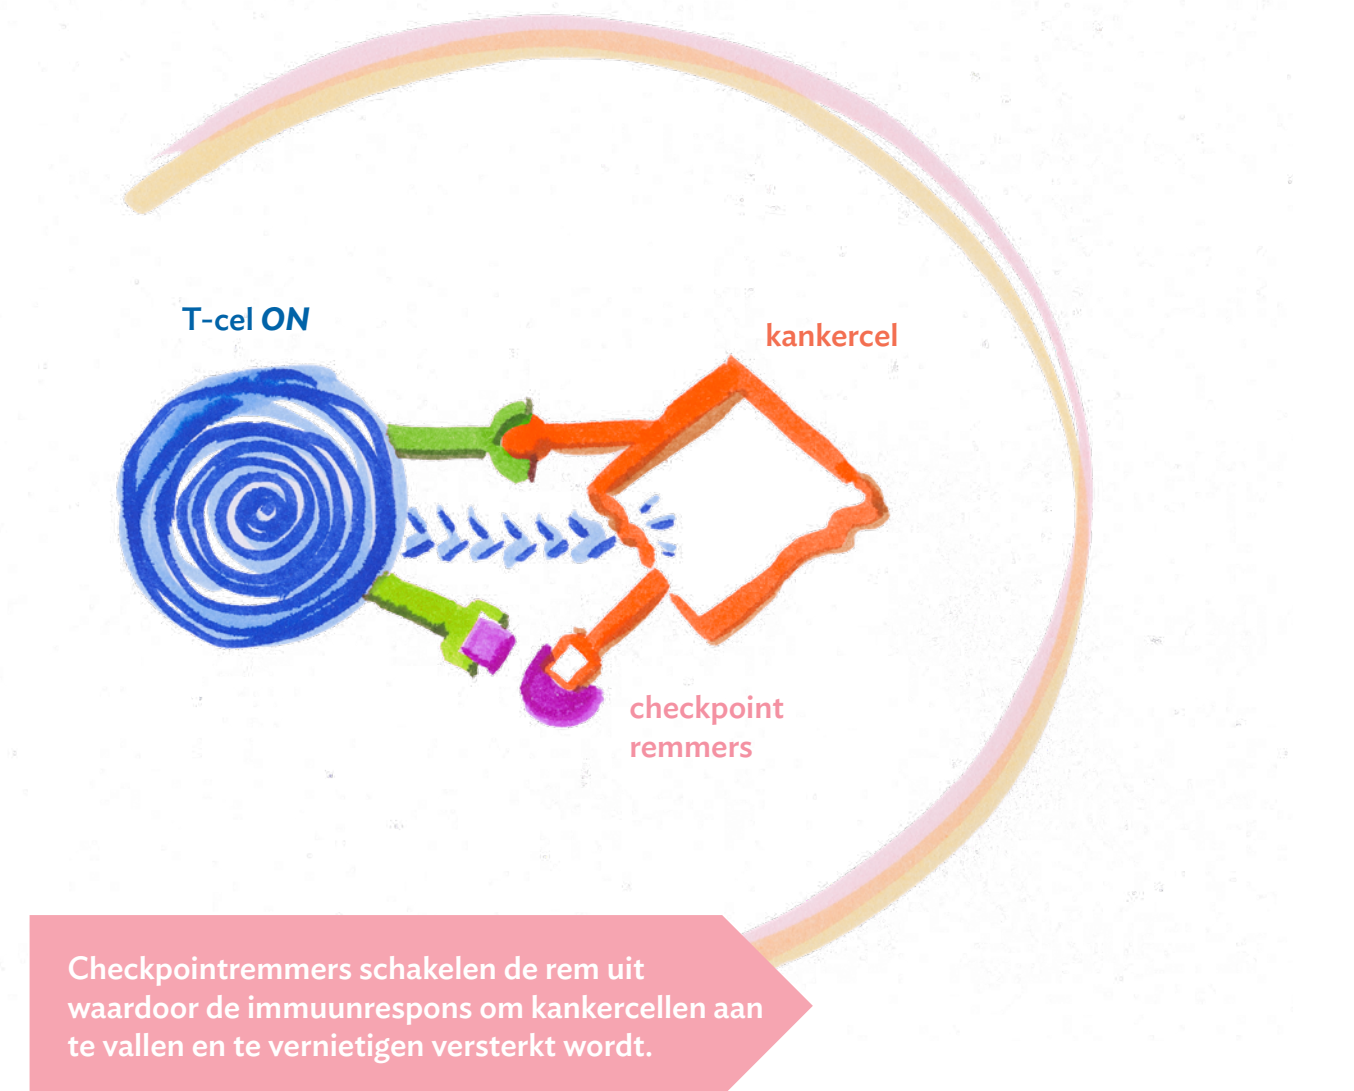 T-cel ON
kankercel
checkpoint
remmers
Checkpointremmers schakelen de rem uit
waardoor de immuunrespons om kankercellen aan
te vallen en te vernietigen versterkt wordt.